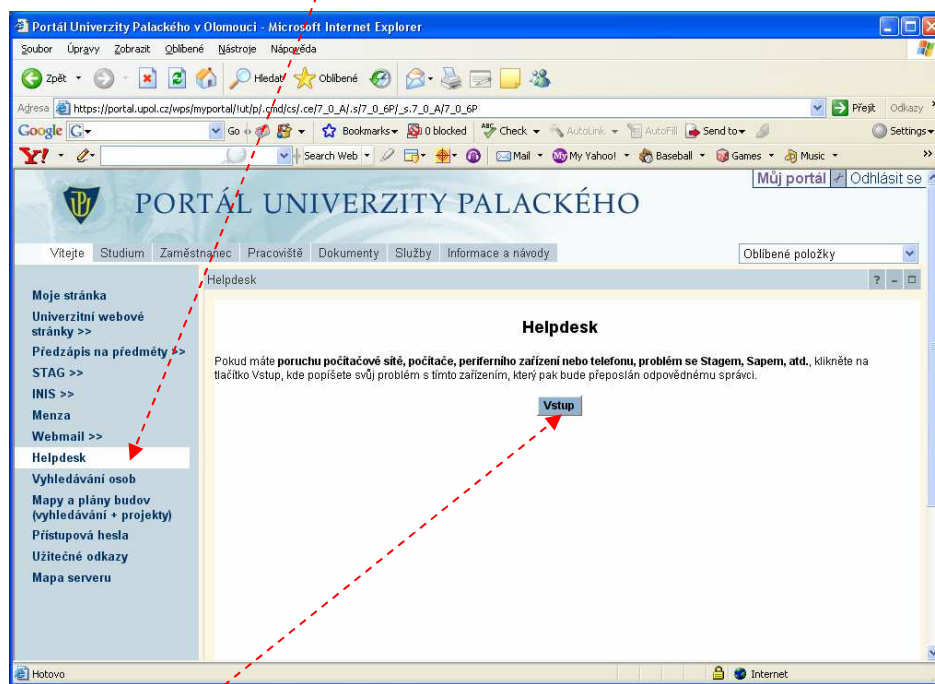 Portál Univerzity Palackého v Olomouci - Microsoft Internet Explorer
Soubor Úpravy Zobrazit Oblíbené Nástroje Nápověda
Zpět Hledat Oblíbené
Adresa https://portal.upol.cz/wps/myportal/!ut/p/.cmd/cs/.ce/7_0_A/.s/7_0_6P/_s.7_0_A/7_0_6P Přejít Odkazy »
Google G Go Bookmarks 0 blocked ABC Check AutoLink AutoFill Send to Settings
Y! Search Web Mail My Yahoo! Baseball Games Music »
Můj portál Odhlásit se
PORTÁL UNIVERZITY PALACKÉHO
Vítejte Studium Zaměstnanec Pracoviště Dokumenty Služby Informace a návody Oblíbené položky
Helpdesk ? – □
Moje stránka
Univerzitní webové
stránky >>
Předzápis na předměty >>
STAG >>
INIS >>
Menza
Webmail >>
Helpdesk
Vyhledávání osob
Mapy a plány budov
(vyhledávání + projekty)
Přístupová hesla
Užitečné odkazy
Mapa serveru
Helpdesk
Pokud máte poruchu počítačové sítě, počítače, periferního zařízení nebo telefonu, problém se Stagem, Sapem, atd., klikněte na
tlačítko Vstup, kde popíšete svůj problém s tímto zařízením, který pak bude přeposlán odpovědnému správci.
Vstup
Hotovo Internet